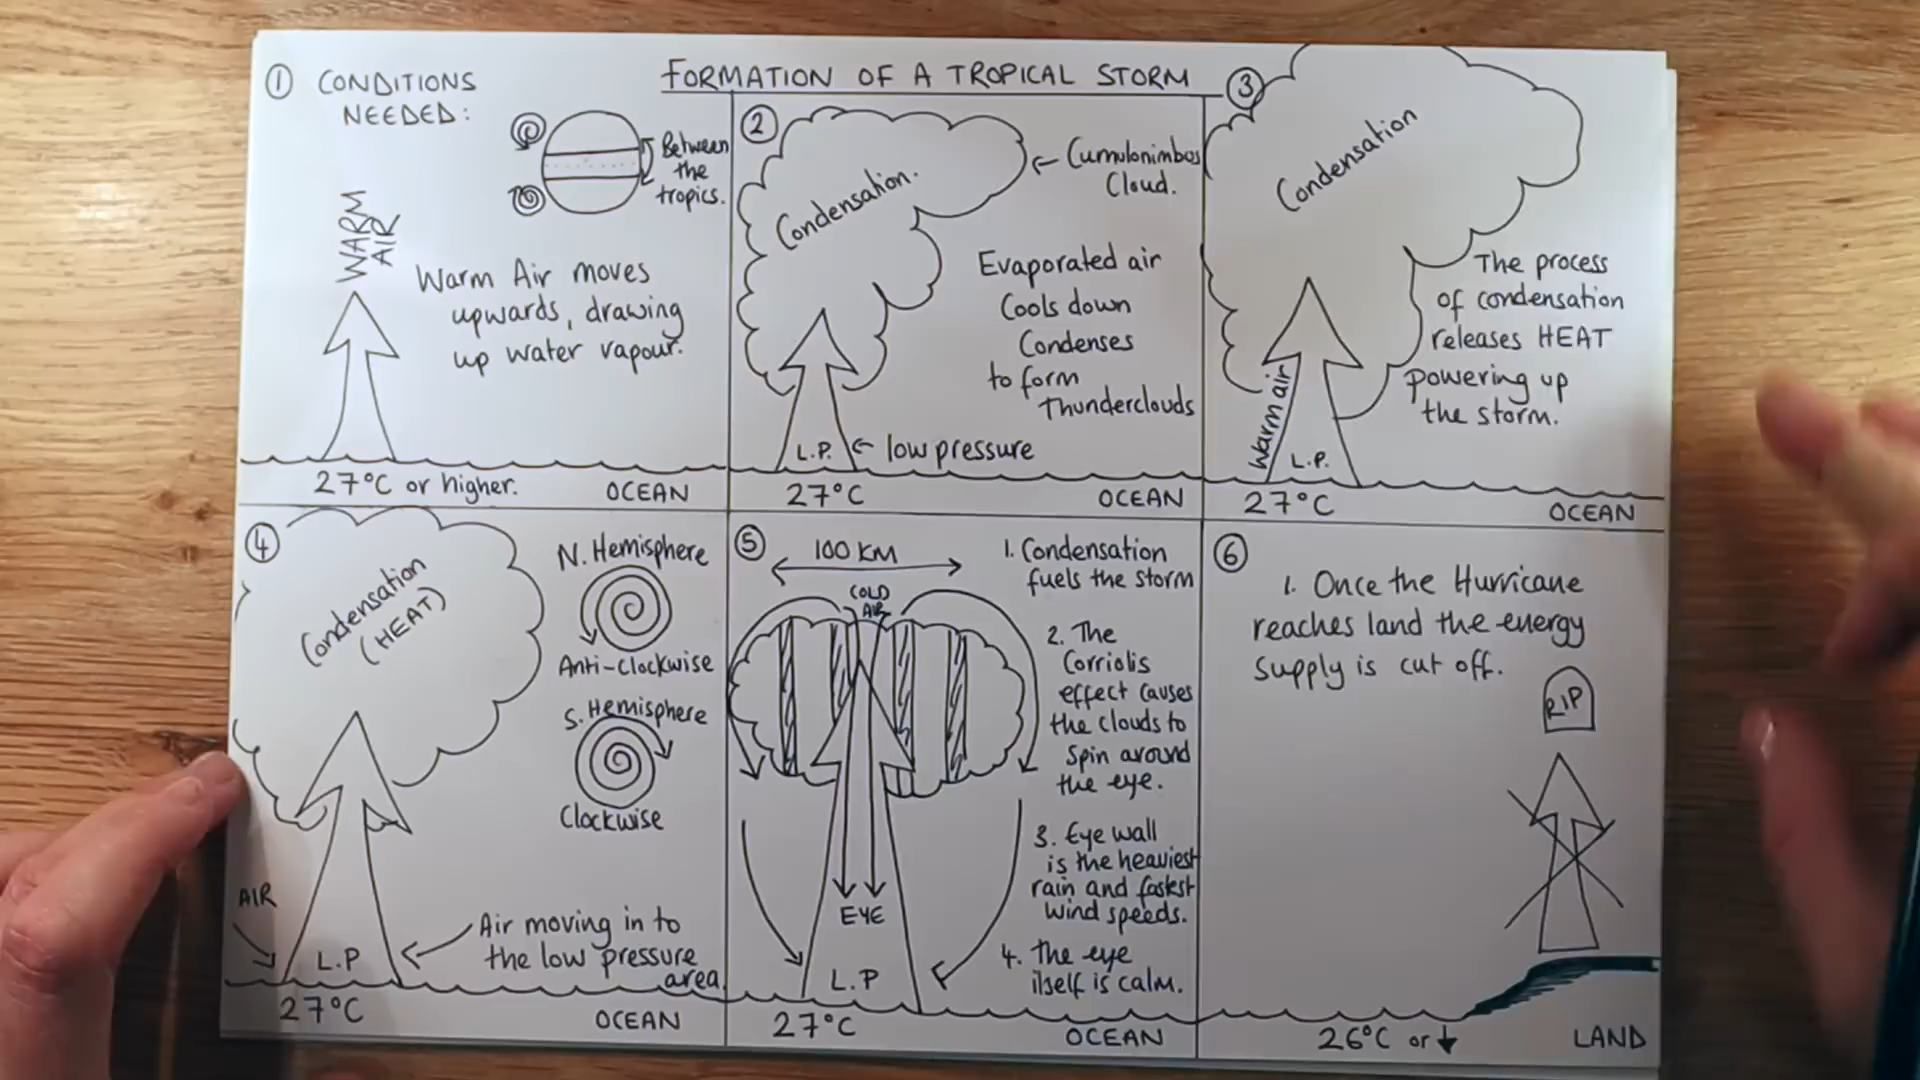 FORMATION OF A TROPICAL STORM
① CONDITIONS
NEEDED:
Between
the
tropics.
WARM
AIR
Warm Air moves
upwards, drawing
up water vapour.
27°C or higher.
OCEAN
②
Condensation.
← Cumulonimbos
Cloud.
Evaporated air
Cools down
Condenses
to form
Thunderclouds
L.P. ← low pressure
27°C
OCEAN
③
Condensation
The process
of condensation
releases HEAT
powering up
the storm.
Warm air
L.P.
27°C
OCEAN
④
Condensation
(HEAT)
N. Hemisphere
Anti-clockwise
S. Hemisphere
Clockwise
AIR
Air moving in to
the low pressure
area.
L.P
27°C
OCEAN
⑤
100 KM
COLD
AIR
EYE
L.P
1. Condensation
fuels the storm
2. The
Corriolis
effect causes
the clouds to
Spin around
the eye.
3. Eye wall
is the heaviest
rain and fastest
wind speeds.
4. The eye
itself is calm.
27°C
OCEAN
⑥
1. Once the Hurricane
reaches land the energy
supply is cut off.
RIP
26°C or ↓
LAND